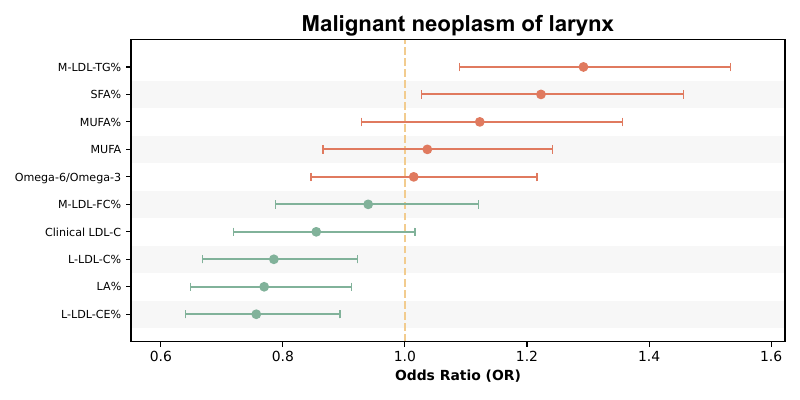 Malignant neoplasm of larynx
M-LDL-TG%
SFA%
MUFA%
MUFA
Omega-6/Omega-3
M-LDL-FC%
Clinical LDL-C
L-LDL-C%
LA%
L-LDL-CE%
0.6 0.8 1.0 1.2 1.4 1.6
Odds Ratio (OR)